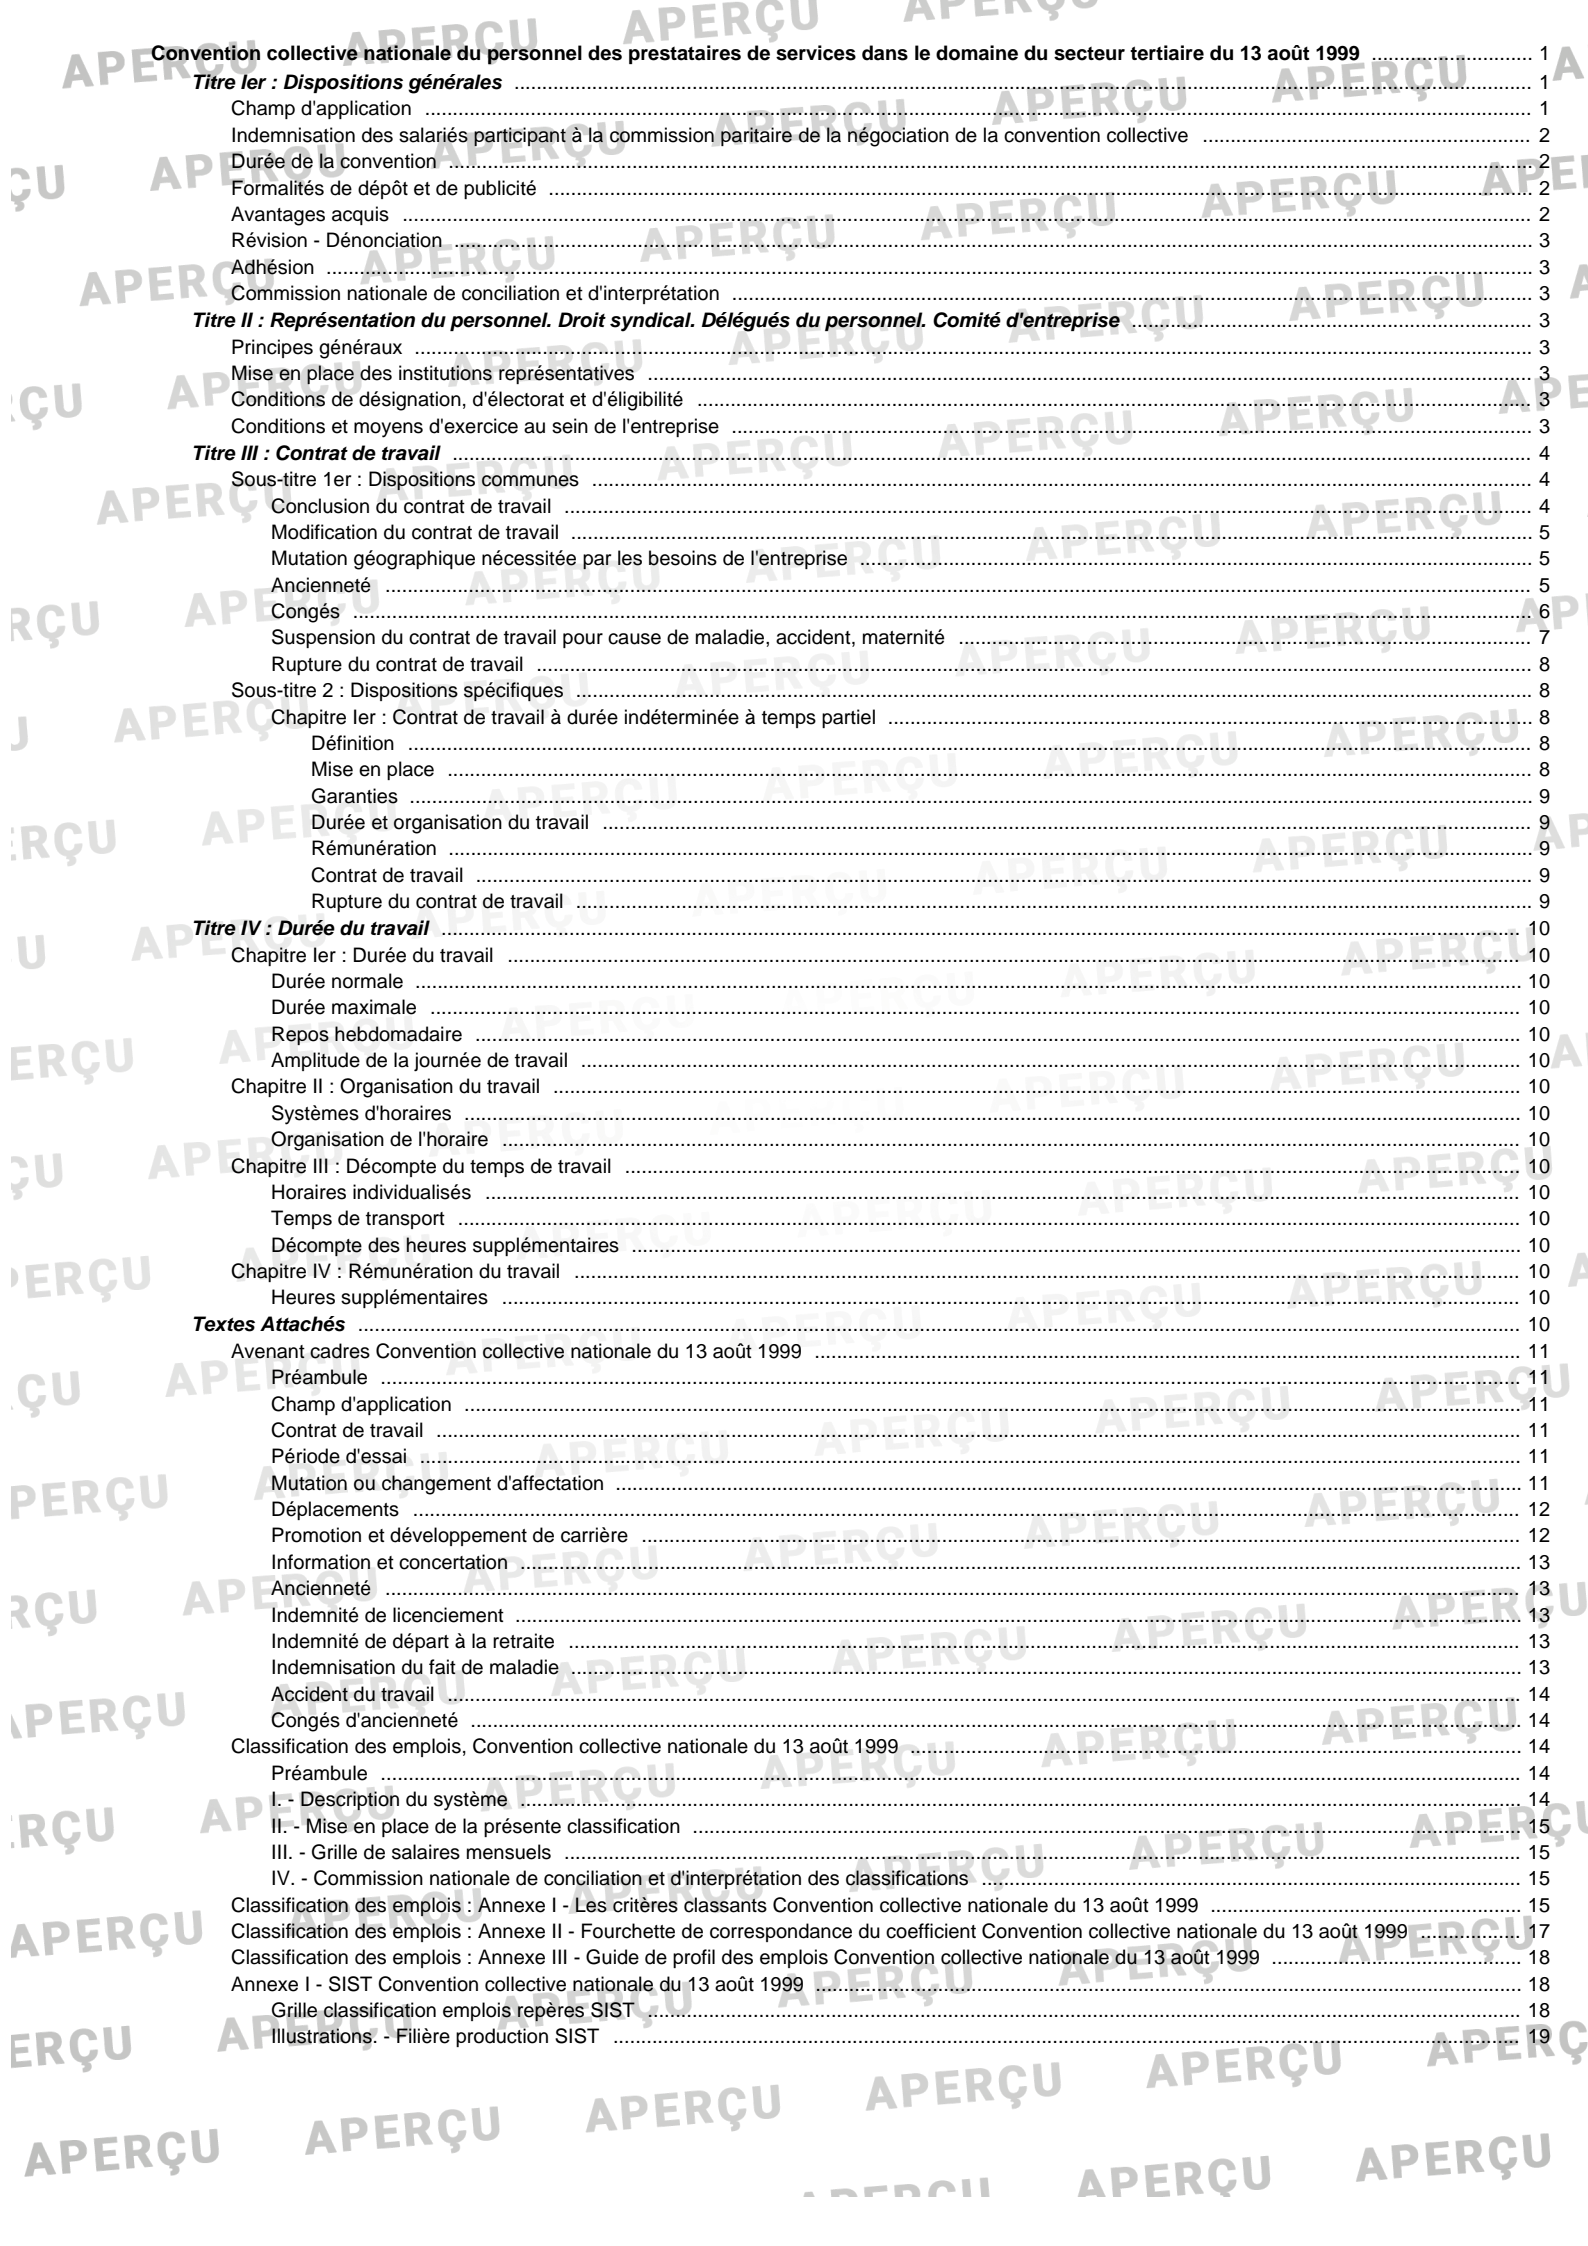 Convention collective nationale du personnel des prestataires de services dans le domaine du secteur tertiaire du 13 août 1999 1
Titre Ier : Dispositions générales 1
Champ d'application 1
Indemnisation des salariés participant à la commission paritaire de la négociation de la convention collective 2
Durée de la convention 2
Formalités de dépôt et de publicité 2
Avantages acquis 2
Révision - Dénonciation 3
Adhésion 3
Commission nationale de conciliation et d'interprétation 3
Titre II : Représentation du personnel. Droit syndical. Délégués du personnel. Comité d'entreprise 3
Principes généraux 3
Mise en place des institutions représentatives 3
Conditions de désignation, d'électorat et d'éligibilité 3
Conditions et moyens d'exercice au sein de l'entreprise 3
Titre III : Contrat de travail 4
Sous-titre 1er : Dispositions communes 4
Conclusion du contrat de travail 4
Modification du contrat de travail 5
Mutation géographique nécessitée par les besoins de l'entreprise 5
Ancienneté 5
Congés 6
Suspension du contrat de travail pour cause de maladie, accident, maternité 7
Rupture du contrat de travail 8
Sous-titre 2 : Dispositions spécifiques 8
Chapitre Ier : Contrat de travail à durée indéterminée à temps partiel 8
Définition 8
Mise en place 8
Garanties 9
Durée et organisation du travail 9
Rémunération 9
Contrat de travail 9
Rupture du contrat de travail 9
Titre IV : Durée du travail 10
Chapitre Ier : Durée du travail 10
Durée normale 10
Durée maximale 10
Repos hebdomadaire 10
Amplitude de la journée de travail 10
Chapitre II : Organisation du travail 10
Systèmes d'horaires 10
Organisation de l'horaire 10
Chapitre III : Décompte du temps de travail 10
Horaires individualisés 10
Temps de transport 10
Décompte des heures supplémentaires 10
Chapitre IV : Rémunération du travail 10
Heures supplémentaires 10
Textes Attachés 10
Avenant cadres Convention collective nationale du 13 août 1999 11
Préambule 11
Champ d'application 11
Contrat de travail 11
Période d'essai 11
Mutation ou changement d'affectation 11
Déplacements 12
Promotion et développement de carrière 12
Information et concertation 13
Ancienneté 13
Indemnité de licenciement 13
Indemnité de départ à la retraite 13
Indemnisation du fait de maladie 13
Accident du travail 14
Congés d'ancienneté 14
Classification des emplois, Convention collective nationale du 13 août 1999 14
Préambule 14
I. - Description du système 14
II. - Mise en place de la présente classification 15
III. - Grille de salaires mensuels 15
IV. - Commission nationale de conciliation et d'interprétation des classifications 15
Classification des emplois : Annexe I - Les critères classants Convention collective nationale du 13 août 1999 15
Classification des emplois : Annexe II - Fourchette de correspondance du coefficient Convention collective nationale du 13 août 1999 17
Classification des emplois : Annexe III - Guide de profil des emplois Convention collective nationale du 13 août 1999 18
Annexe I - SIST Convention collective nationale du 13 août 1999 18
Grille classification emplois repères SIST 18
Illustrations. - Filière production SIST 19
APERÇU